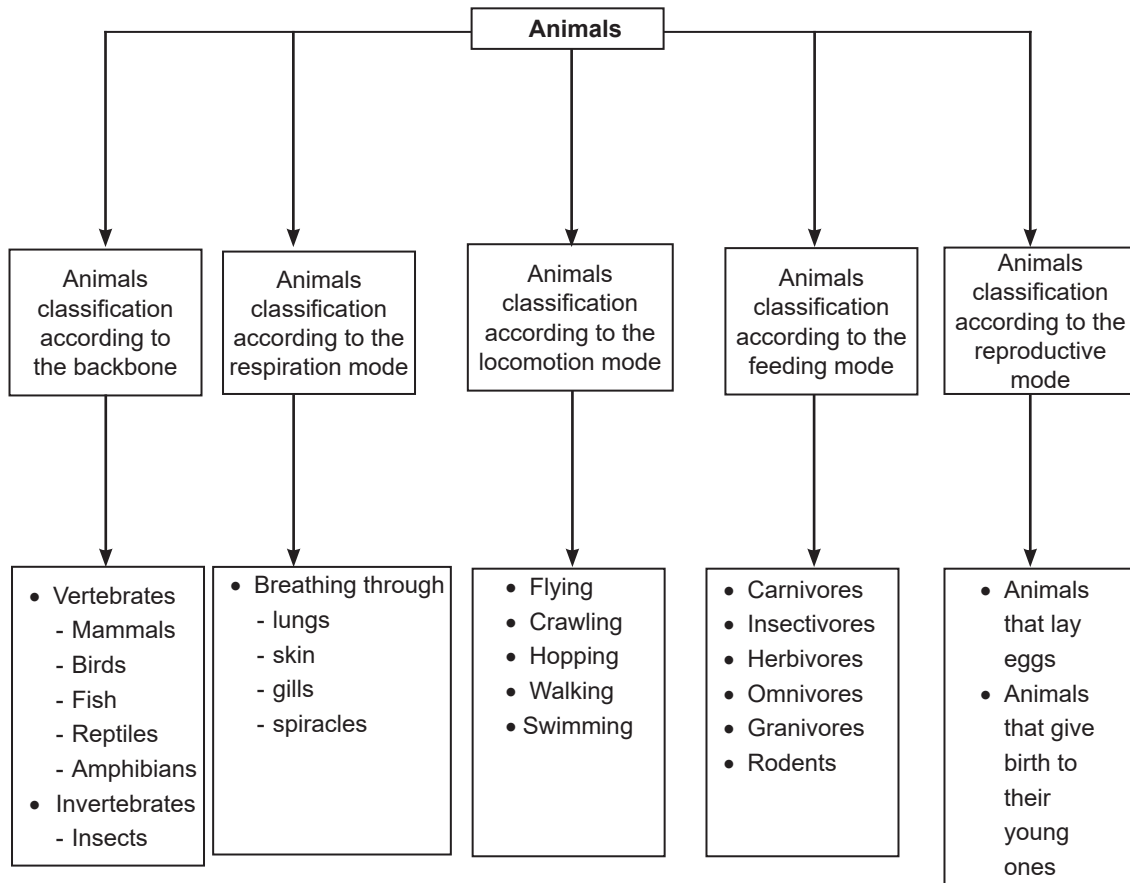 Animals
Animals
classification
according to
the backbone
Animals
classification
according to the
respiration mode
Animals
classification
according to the
locomotion mode
Animals
classification
according to the
feeding mode
Animals
classification
according to the
reproductive
mode
• Vertebrates
- Mammals
- Birds
- Fish
- Reptiles
- Amphibians
• Invertebrates
- Insects
• Breathing through
- lungs
- skin
- gills
- spiracles
• Flying
• Crawling
• Hopping
• Walking
• Swimming
• Carnivores
• Insectivores
• Herbivores
• Omnivores
• Granivores
• Rodents
• Animals
that lay
eggs
• Animals
that give
birth to
their
young
ones